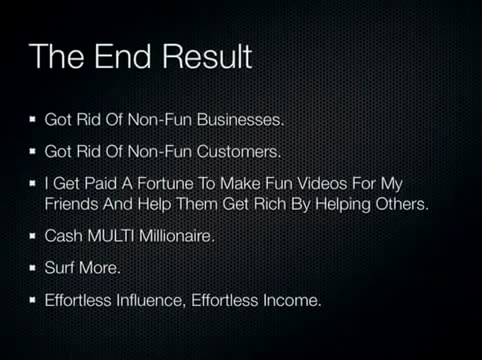 The End Result
Got Rid Of Non-Fun Businesses.
Got Rid Of Non-Fun Customers.
I Get Paid A Fortune To Make Fun Videos For My
Friends And Help Them Get Rich By Helping Others.
Cash MULTI Millionaire.
Surf More.
Effortless Influence, Effortless Income.